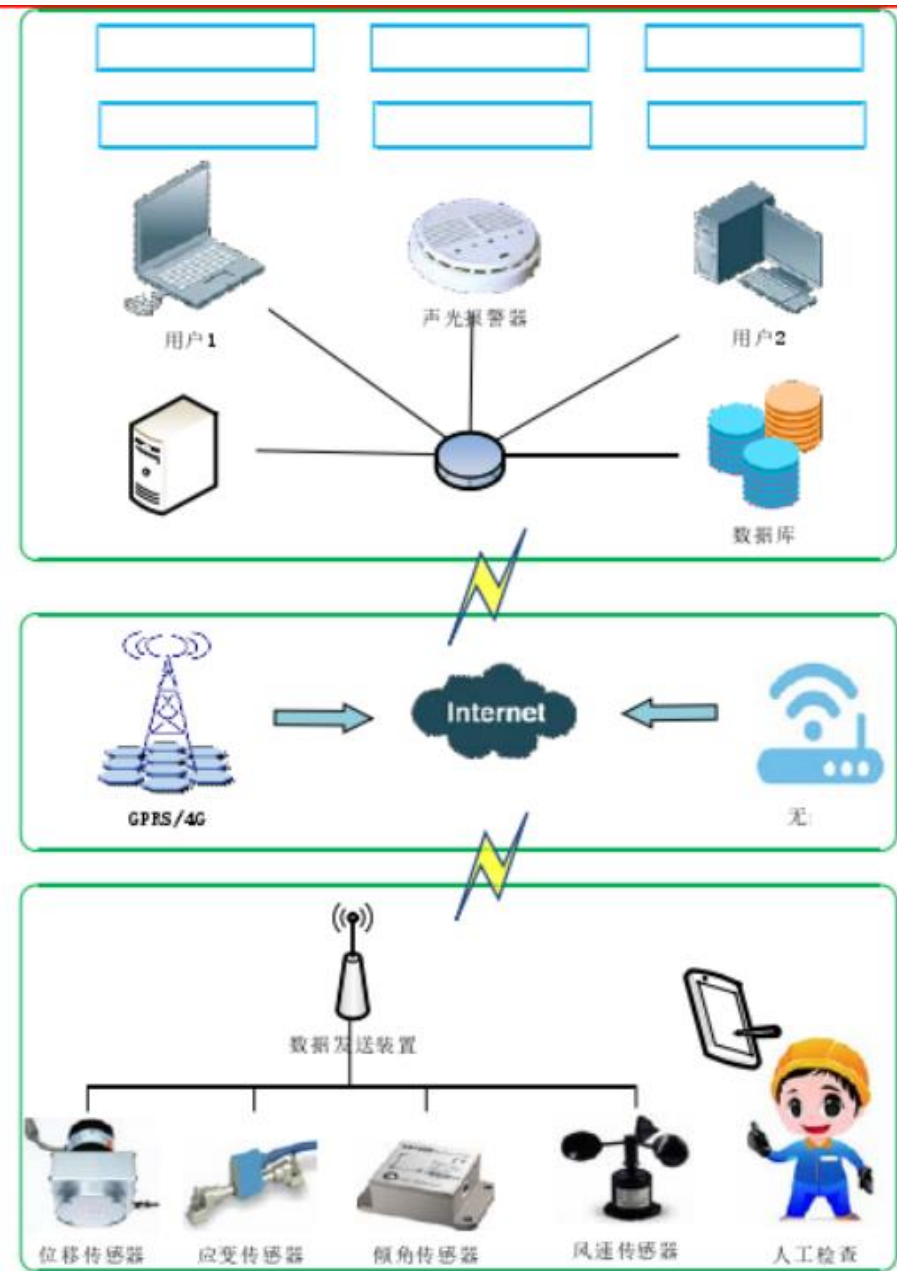 用户1
声光报警器
用户2
数据库
Internet
GPRS/4G
无
数据发送装置
位移传感器
应变传感器
倾角传感器
风速传感器
人工检查